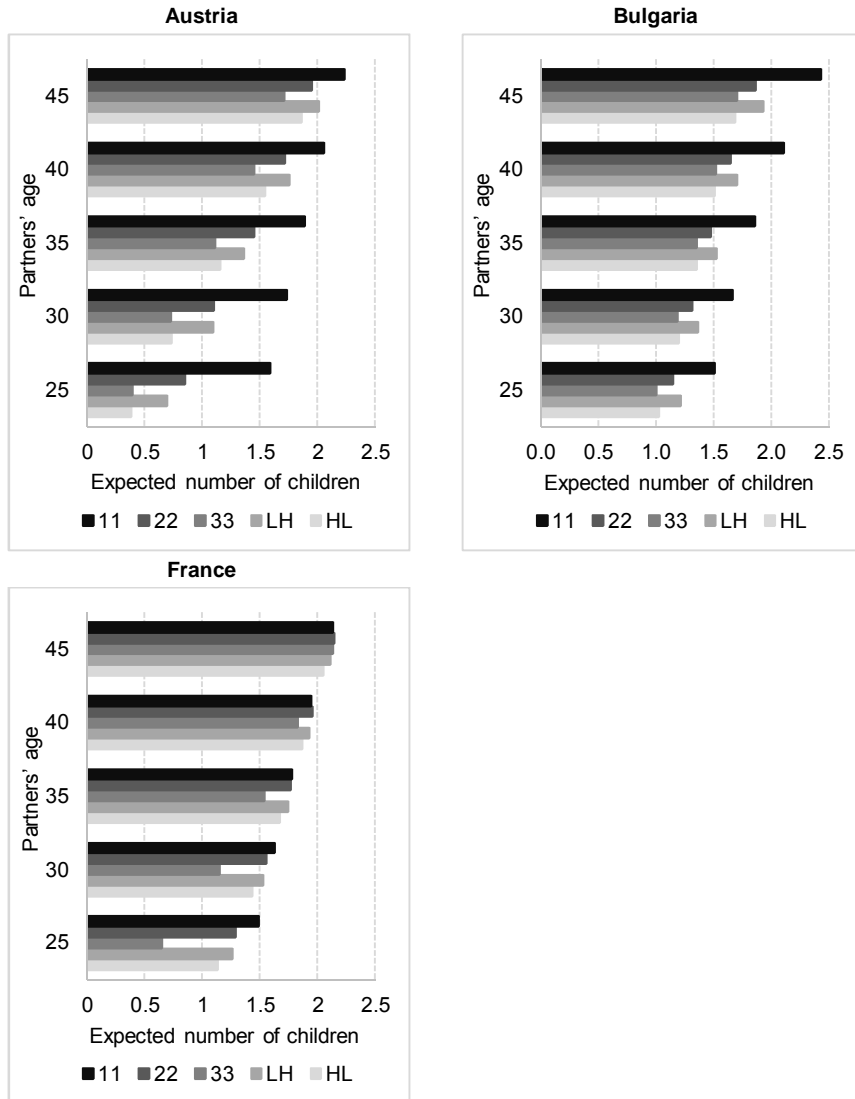 Austria
Partners' age
45
40
35
30
25
0 0.5 1 1.5 2 2.5
Expected number of children
11 22 33 LH HL
Bulgaria
Partners' age
45
40
35
30
25
0.0 0.5 1.0 1.5 2.0 2.5
Expected number of children
11 22 33 LH HL
France
Partners' age
45
40
35
30
25
0 0.5 1 1.5 2 2.5
Expected number of children
11 22 33 LH HL